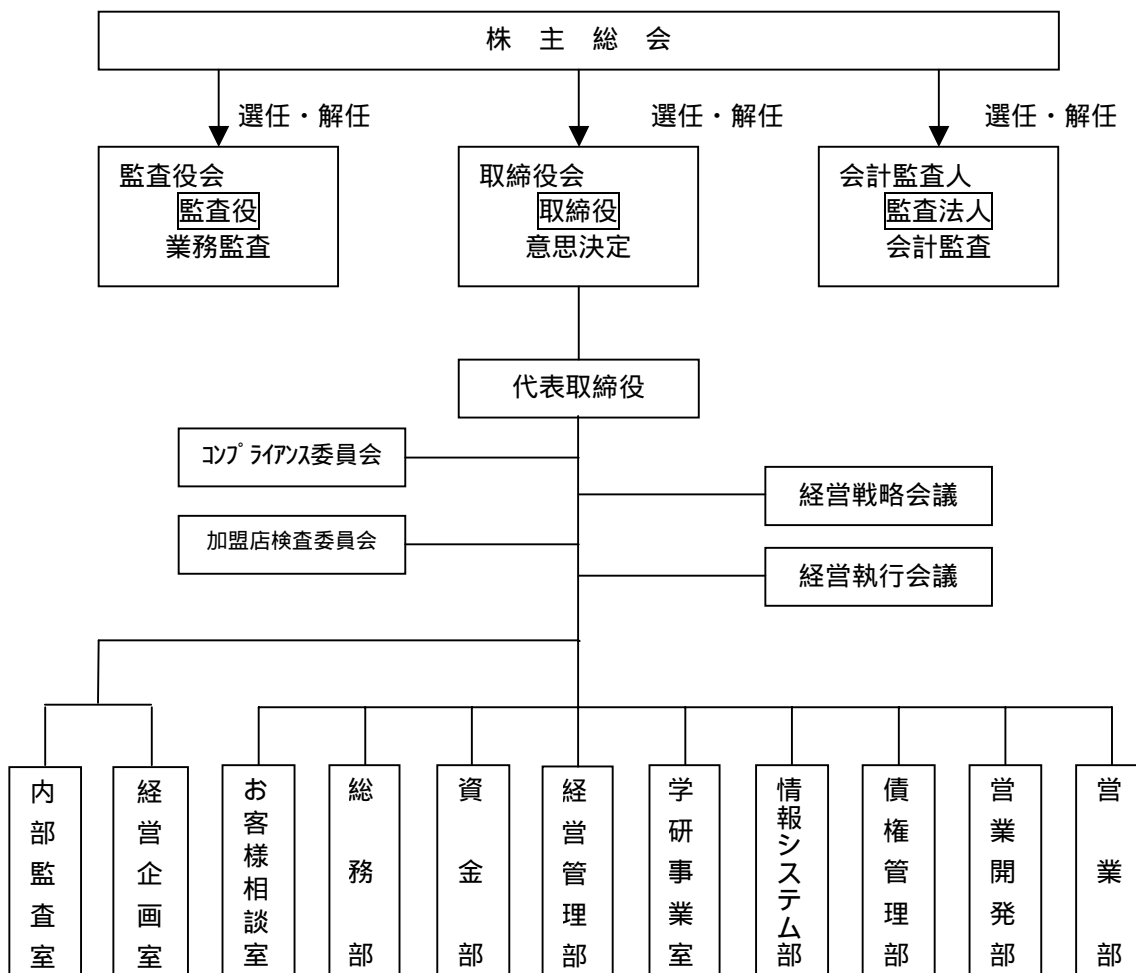 株 主 総 会
選任・解任
選任・解任
選任・解任
監査役会
監査役
業務監査
取締役会
取締役
意思決定
会計監査人
監査法人
会計監査
代表取締役
ｺﾝﾌﾟﾗｲｱﾝｽ委員会
経営戦略会議
加盟店検査委員会
経営執行会議
内部監査室
経営企画室
お客様相談室
総務部
資金部
経営管理部
学研事業室
情報システム部
債権管理部
営業開発部
営業部